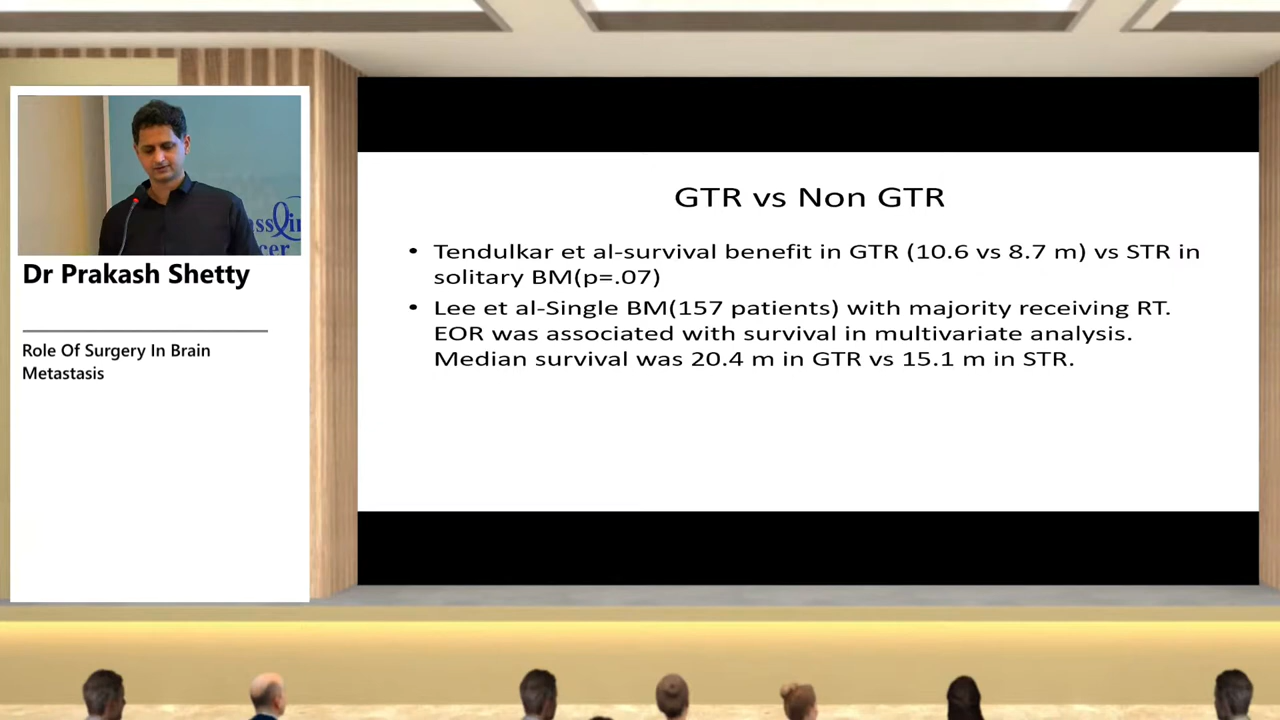 Dr Prakash Shetty
Role Of Surgery In Brain
Metastasis
GTR vs Non GTR
• Tendulkar et al-survival benefit in GTR (10.6 vs 8.7 m) vs STR in
solitary BM(p=.07)
• Lee et al-Single BM(157 patients) with majority receiving RT.
EOR was associated with survival in multivariate analysis.
Median survival was 20.4 m in GTR vs 15.1 m in STR.